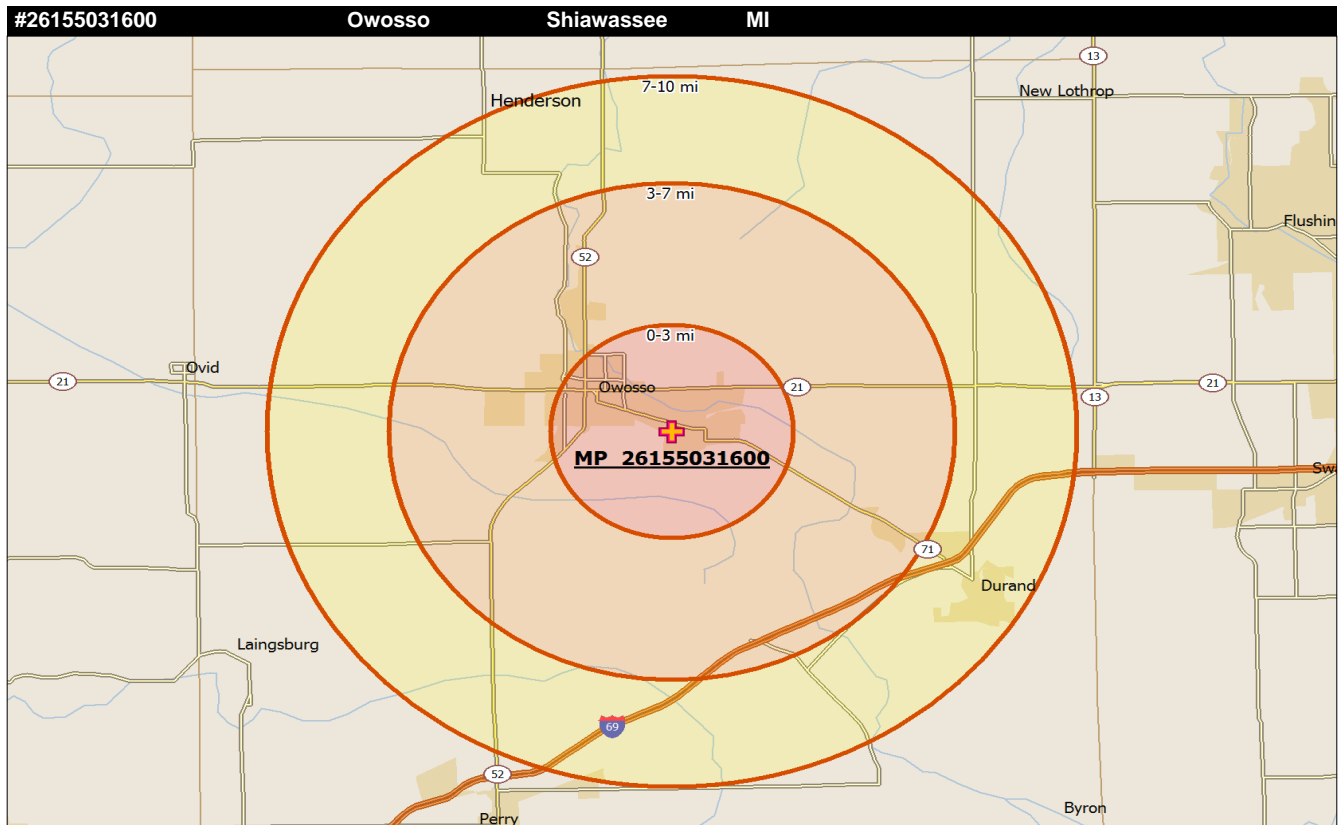 #26155031600 Owosso Shiawassee MI
13
7-10 mi
New Lothrop
Henderson
3-7 mi
Flushin
52
0-3 mi
Ovid
21
Owosso
21
21
13
MP 26155031600
Swa
71
Durand
Laingsburg
69
52
Byron
Perry